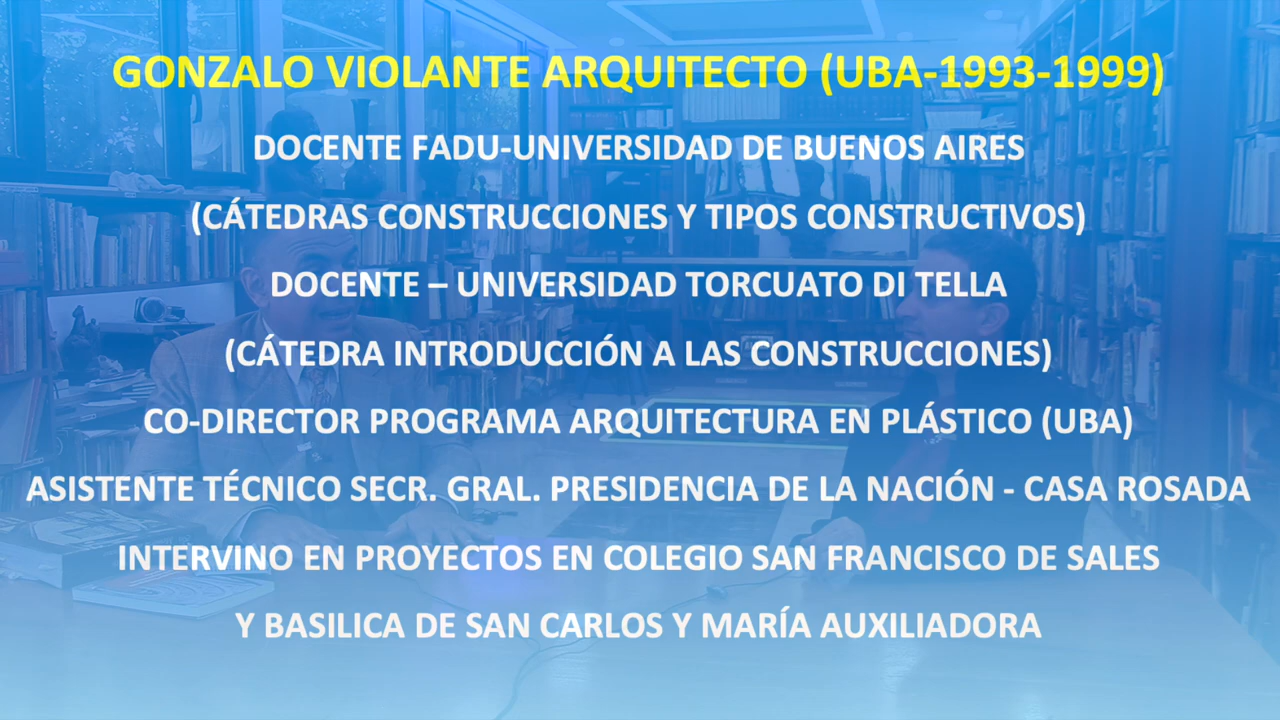 GONZALO VIOLANTE ARQUITECTO (UBA-1993-1999)
DOCENTE FADU-UNIVERSIDAD DE BUENOS AIRES
(CÁTEDRAS CONSTRUCCIONES Y TIPOS CONSTRUCTIVOS)
DOCENTE – UNIVERSIDAD TORCUATO DI TELLA
(CÁTEDRA INTRODUCCIÓN A LAS CONSTRUCCIONES)
CO-DIRECTOR PROGRAMA ARQUITECTURA EN PLÁSTICO (UBA)
ASISTENTE TÉCNICO SECR. GRAL. PRESIDENCIA DE LA NACIÓN - CASA ROSADA
INTERVINO EN PROYECTOS EN COLEGIO SAN FRANCISCO DE SALES
Y BASILICA DE SAN CARLOS Y MARÍA AUXILIADORA